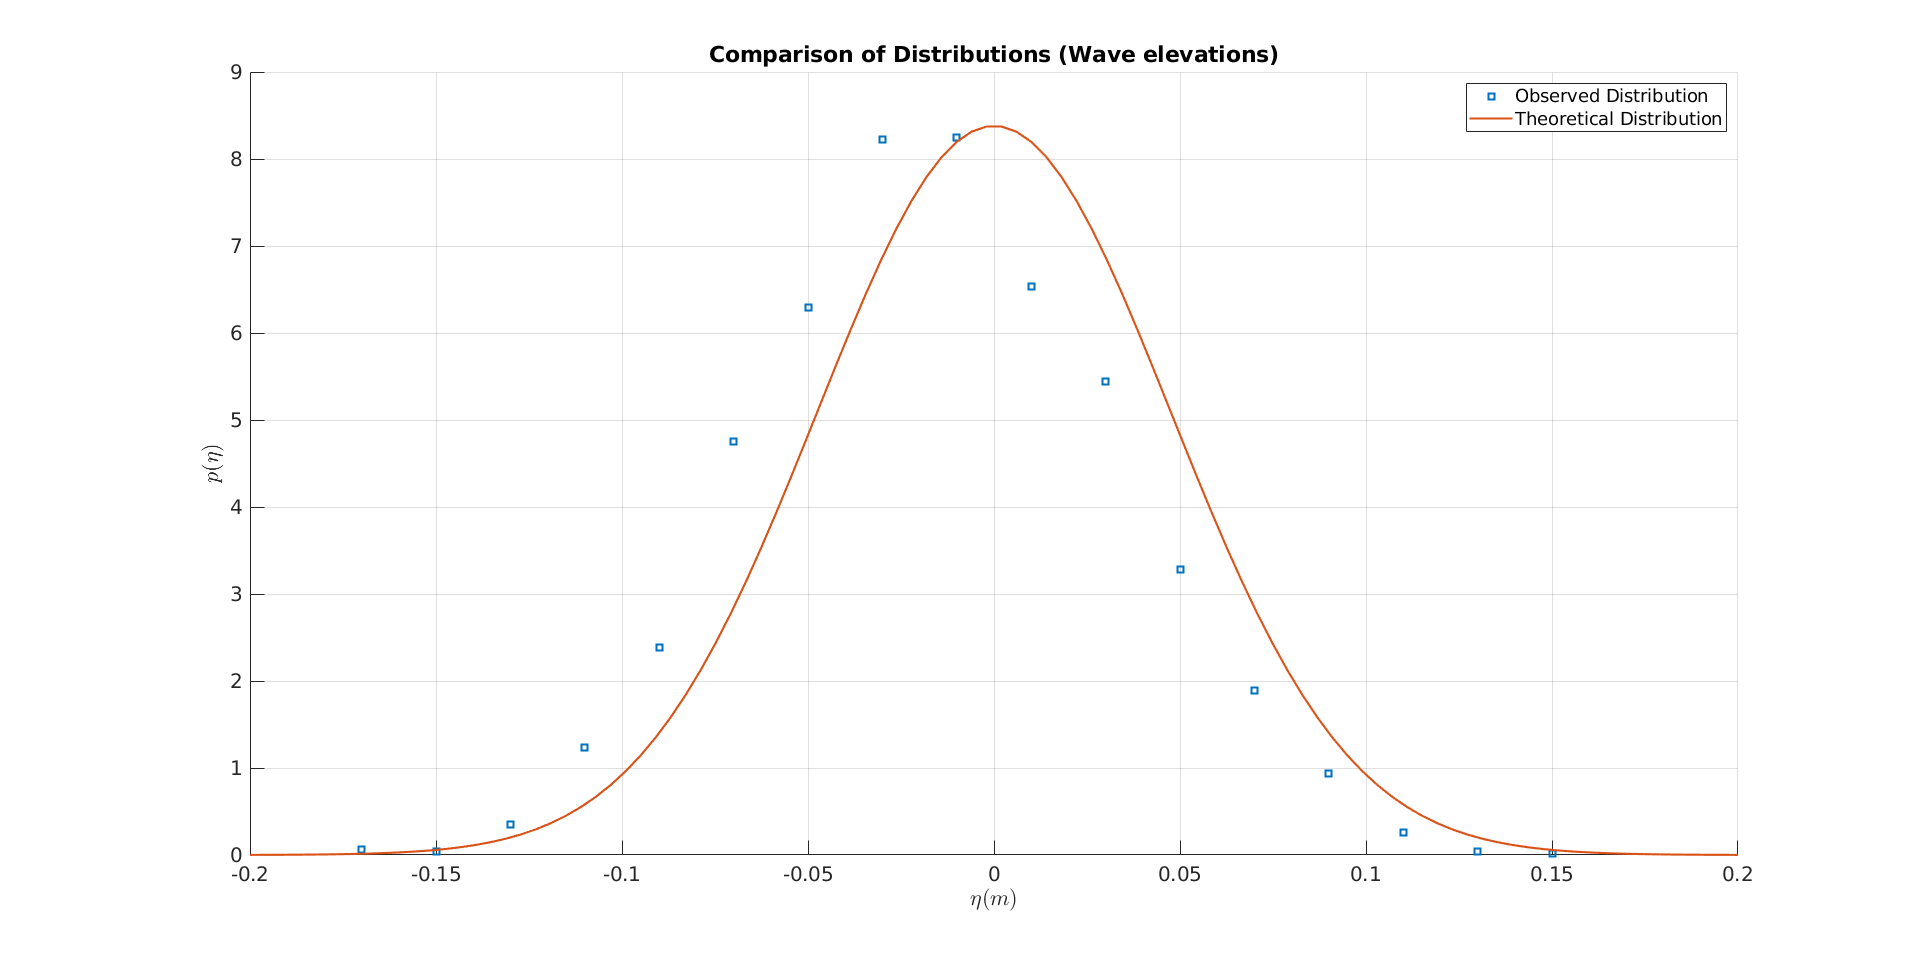 Comparison of Distributions (Wave elevations)
Observed Distribution
Theoretical Distribution
9
8
7
6
5
4
3
2
1
0
p(η)
-0.2 -0.15 -0.1 -0.05 0 0.05 0.1 0.15 0.2
η(m)